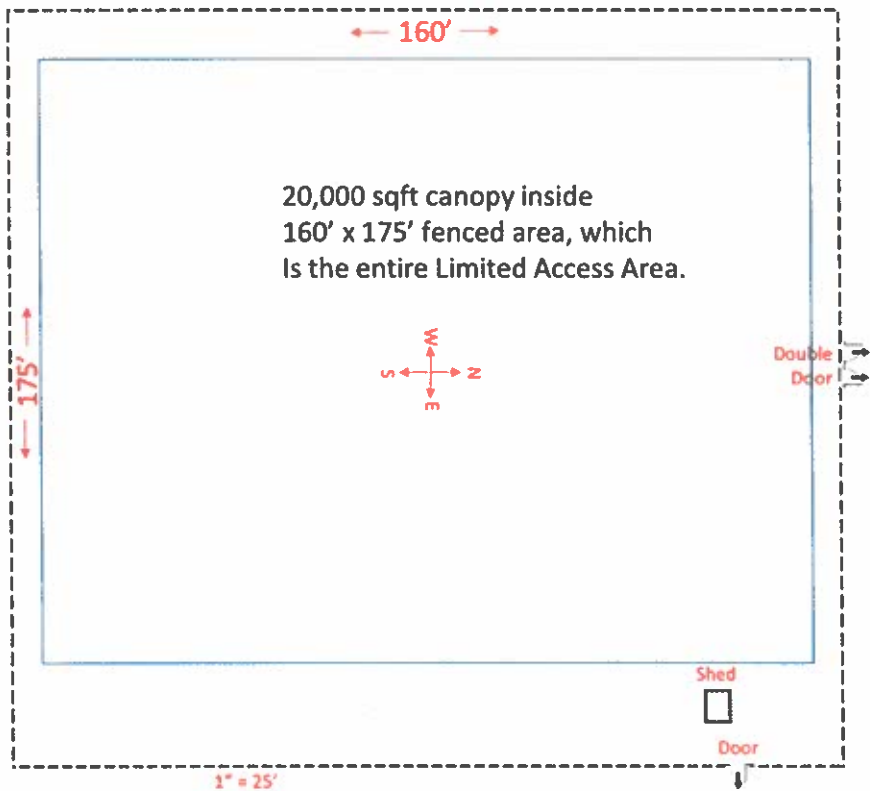 160'
20,000 sqft canopy inside
160' x 175' fenced area, which
Is the entire Limited Access Area.
175'
W
S N
E
Double
Door
Shed
Door
1" = 25'